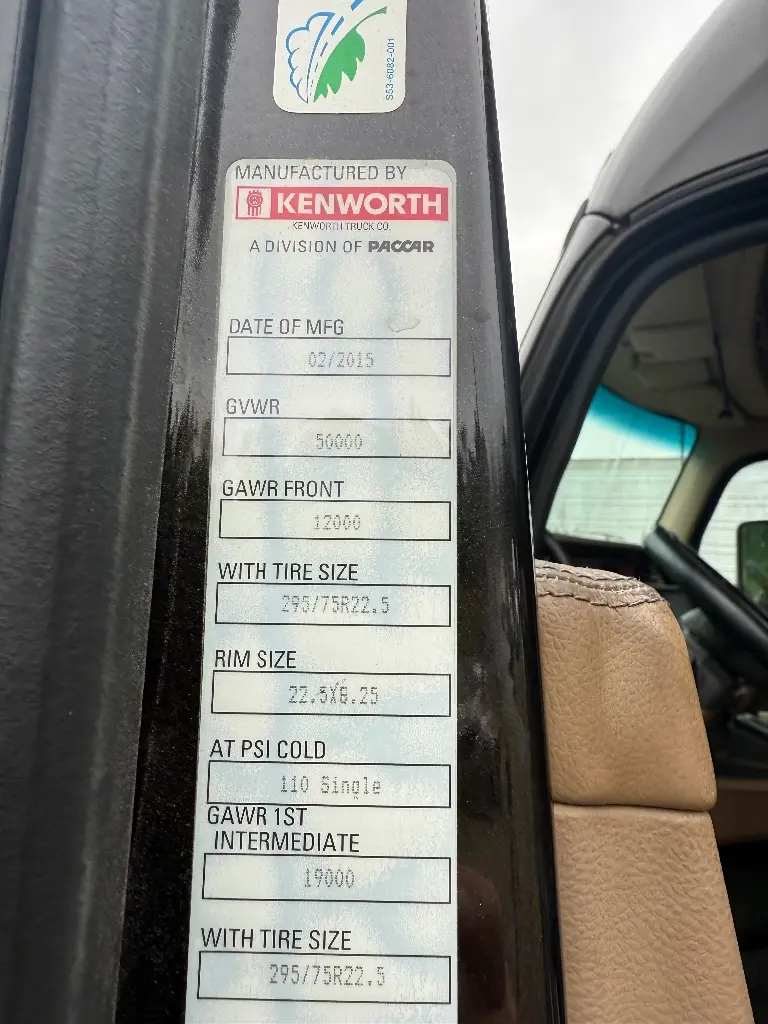 S53-6082-001
MANUFACTURED BY
KENWORTH
KENWORTH TRUCK CO.
A DIVISION OF PACCAR
DATE OF MFG
02/2015
GVWR
50000
GAWR FRONT
12000
WITH TIRE SIZE
295/75R22.5
RIM SIZE
22.5X8.25
AT PSI COLD
110 Single
GAWR 1ST
INTERMEDIATE
19000
WITH TIRE SIZE
295/75R22.5